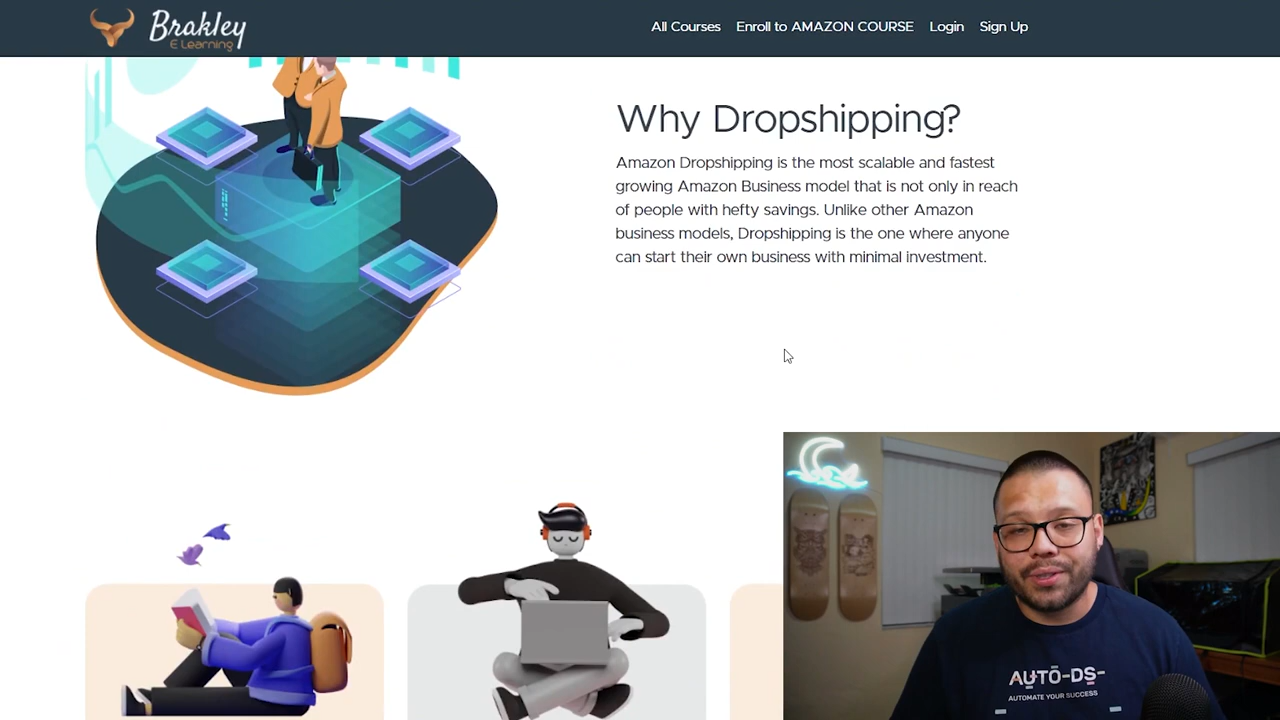 Brakley
E Learning
All Courses
Enroll to AMAZON COURSE
Login
Sign Up
Why Dropshipping?
Amazon Dropshipping is the most scalable and fastest
growing Amazon Business model that is not only in reach
of people with hefty savings. Unlike other Amazon
business models, Dropshipping is the one where anyone
can start their own business with minimal investment.
AUTO-DS-
AUTOMATE YOUR SUCCESS